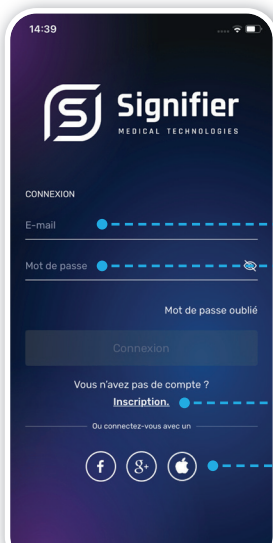 14:39
Signifier
MEDICAL TECHNOLOGIES
CONNEXION
E-mail
Mot de passe
Mot de passe oublié
Connexion
Vous n'avez pas de compte ?
Inscription.
Ou connectez-vous avec un